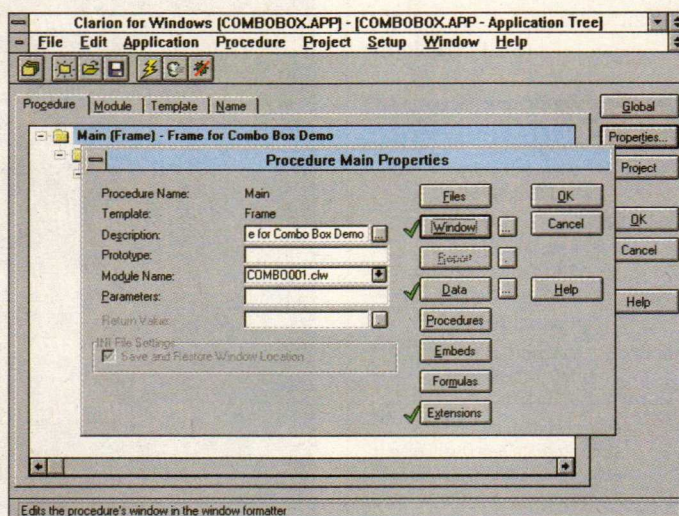 Clarion for Windows [COMBOBOX.APP] - [COMBOBOX.APP - Application Tree]
File Edit Application Procedure Project Setup Window Help
Procedure Module Template Name
Global
Main (Frame) - Frame for Combo Box Demo
Properties...
Project
OK
Cancel
Help
Procedure Main Properties
Procedure Name: Main
Template: Frame
Description: e for Combo Box Demo ...
Prototype:
Module Name: COMBO001.clw
Parameters:
Return Value: ...
INI File Settings
Save and Restore Window Location
Files
Window ...
Report
Data ...
Procedures
Embeds
Formulas
Extensions
OK
Cancel
Help
Edits the procedure's window in the window formatter